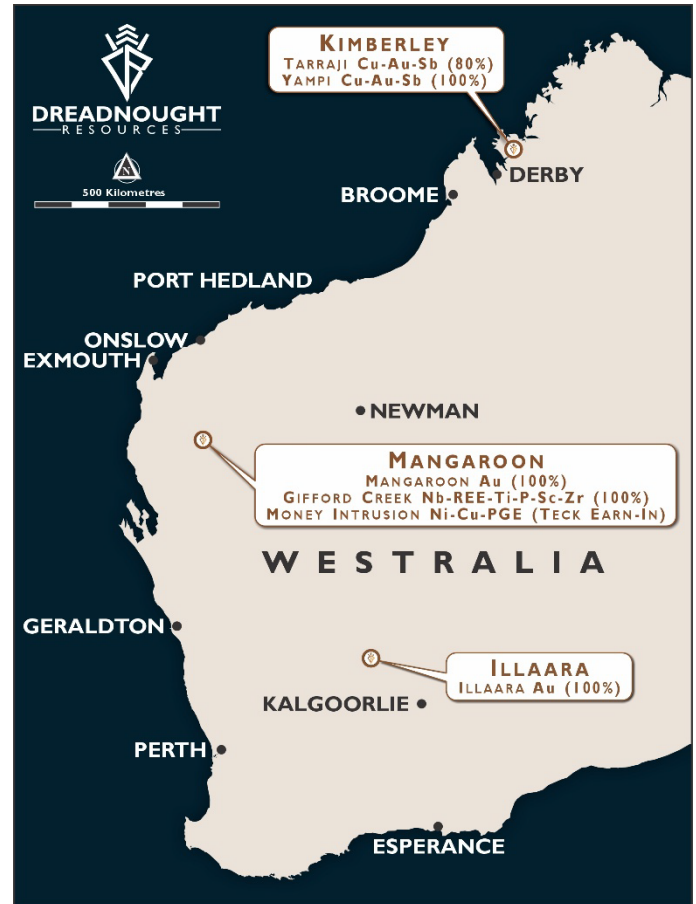 DREADNOUGHT
RESOURCES
N
500 Kilometres
KIMBERLEY
TARRAJI Cu-Au-Sb (80%)
YAMPI Cu-Au-Sb (100%)
DERBY
BROOME
PORT HEDLAND
ONSLOW
EXMOUTH
NEWMAN
MANGAROON
MANGAROON Au (100%)
GIFFORD CREEK Nb-REE-Ti-P-Sc-Zr (100%)
MONEY INTRUSION Ni-Cu-PGE (TECK EARN-IN)
WESTRALIA
GERALDTON
ILLAARA
ILLAARA Au (100%)
KALGOORLIE
PERTH
ESPERANCE